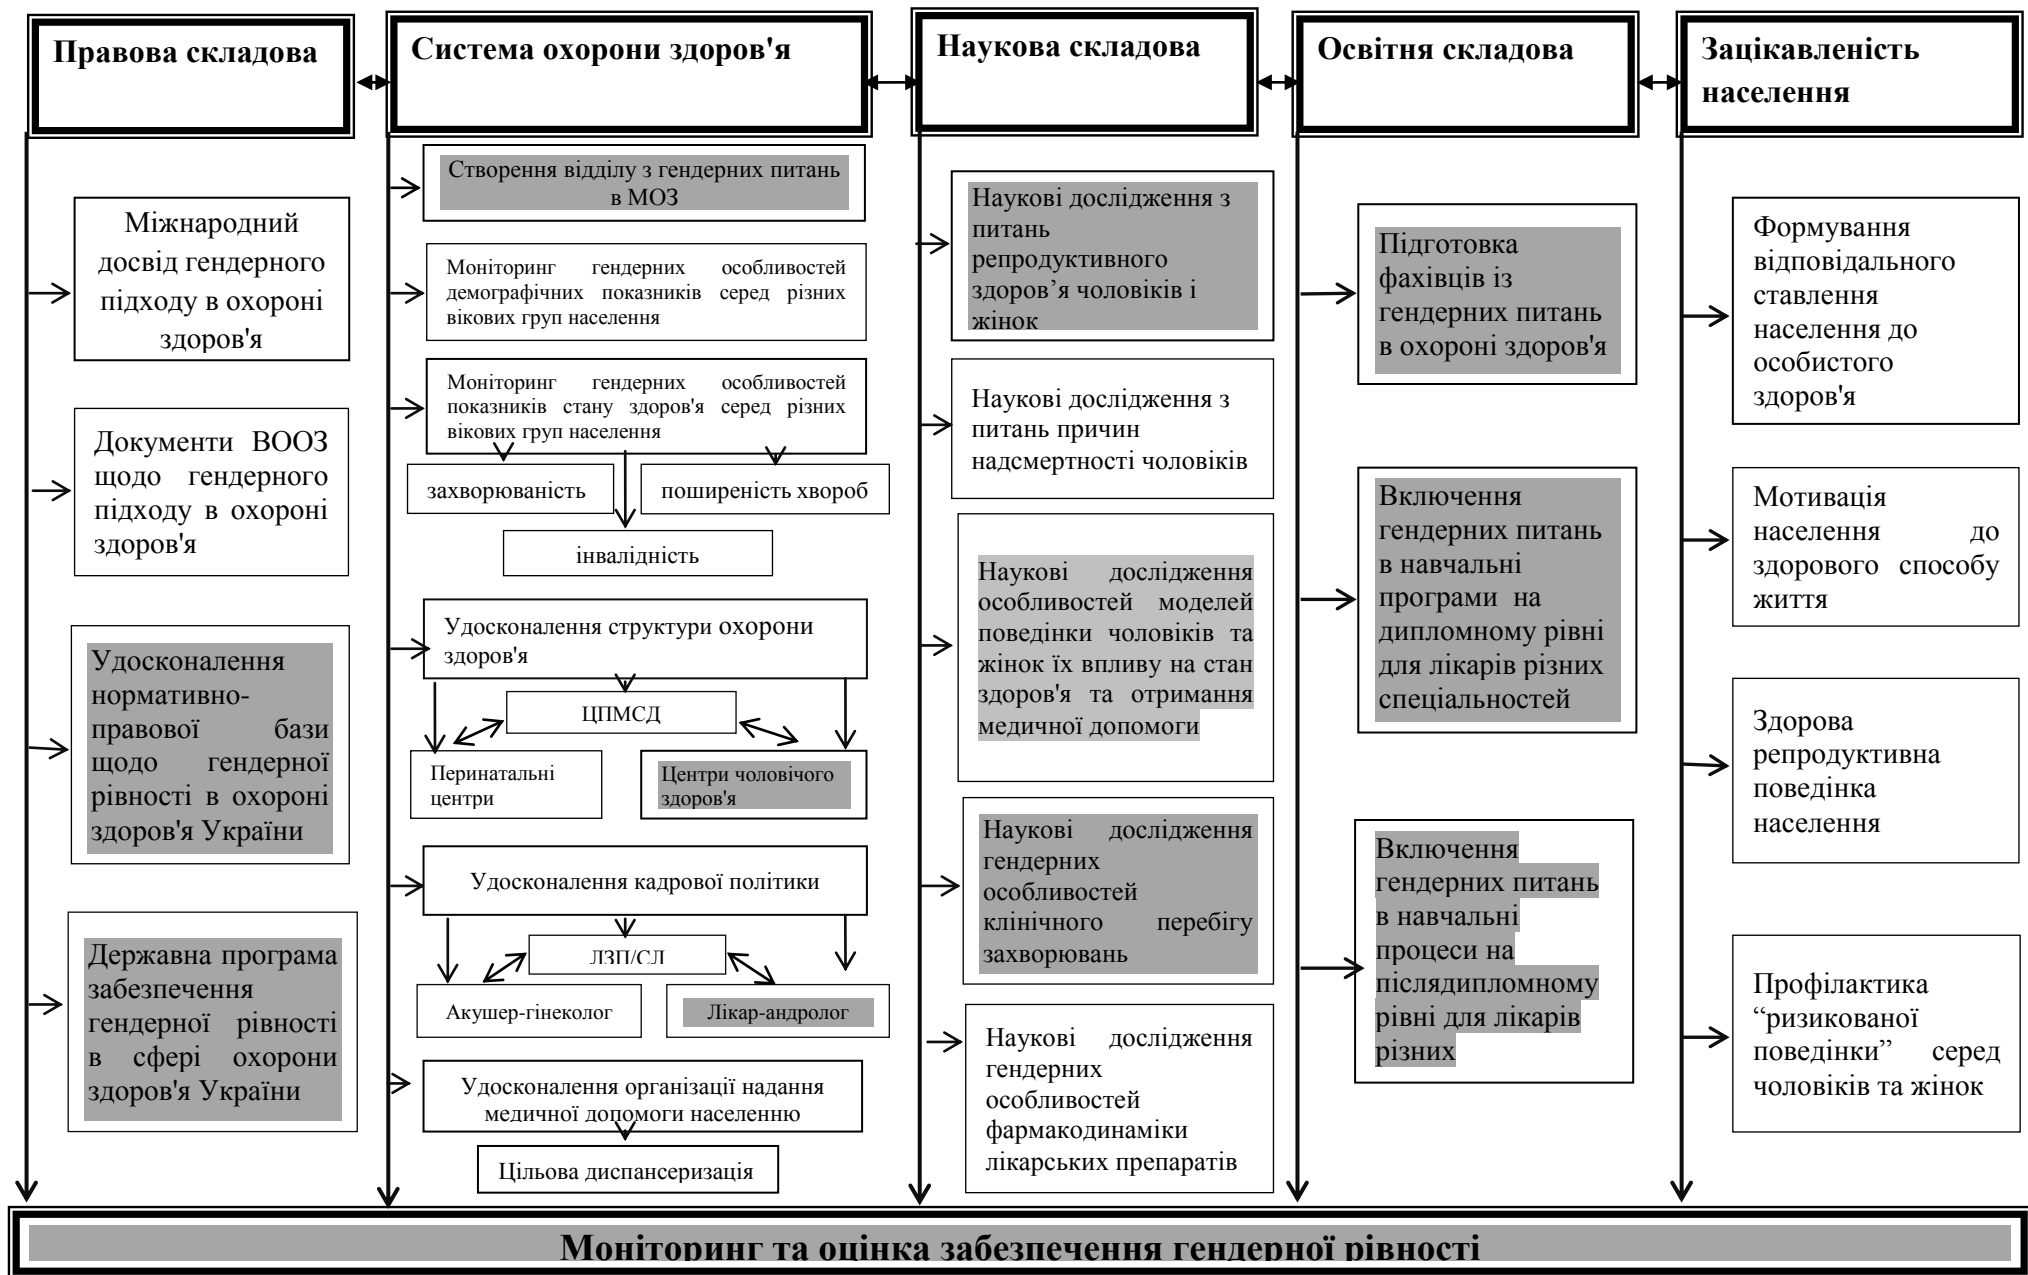 Правова складова
Система охорони здоров'я
Наукова складова
Освітня складова
Зацікавленість
населення
Міжнародний
досвід гендерного
підходу в охороні
здоров'я
Документи ВООЗ
щодо гендерного
підходу в охороні
здоров'я
Удосконалення
нормативно-
правової бази
щодо гендерної
рівності в охороні
здоров'я України
Державна програма
забезпечення
гендерної рівності
в сфері охорони
здоров'я України
Створення відділу з гендерних питань
в МОЗ
Моніторинг гендерних особливостей
демографічних показників серед різних
вікових груп населення
Моніторинг гендерних особливостей
показників стану здоров'я серед різних
вікових груп населення
захворюваність
поширеність хвороб
інвалідність
Удосконалення структури охорони
здоров'я
ЦПМСД
Перинатальні
центри
Центри чоловічого
здоров'я
Удосконалення кадрової політики
ЛЗП/СЛ
Акушер-гінеколог
Лікар-андролог
Удосконалення організації надання
медичної допомоги населенню
Цільова диспансеризація
Наукові дослідження з
питань
репродуктивного
здоров’я чоловіків і
жінок
Наукові дослідження з
питань причин
надсмертності чоловіків
Наукові дослідження
особливостей моделей
поведінки чоловіків та
жінок їх впливу на стан
здоров'я та отримання
медичної допомоги
Наукові дослідження
гендерних
особливостей
клінічного перебігу
захворювань
Наукові дослідження
гендерних
особливостей
фармакодинаміки
лікарських препаратів
Підготовка
фахівців із
гендерних питань
в охороні здоров'я
Включення
гендерних питань
в навчальні
програми на
дипломному рівні
для лікарів різних
спеціальностей
Включення
гендерних питань
в навчальні
процеси на
післядипломному
рівні для лікарів
різних
Формування
відповідального
ставлення
населення до
особистого
здоров'я
Мотивація
населення до
здорового способу
життя
Здорова
репродуктивна
поведінка
населення
Профілактика
“ризикованої
поведінки” серед
чоловіків та жінок
Моніторинг та оцінка забезпечення гендерної рівності